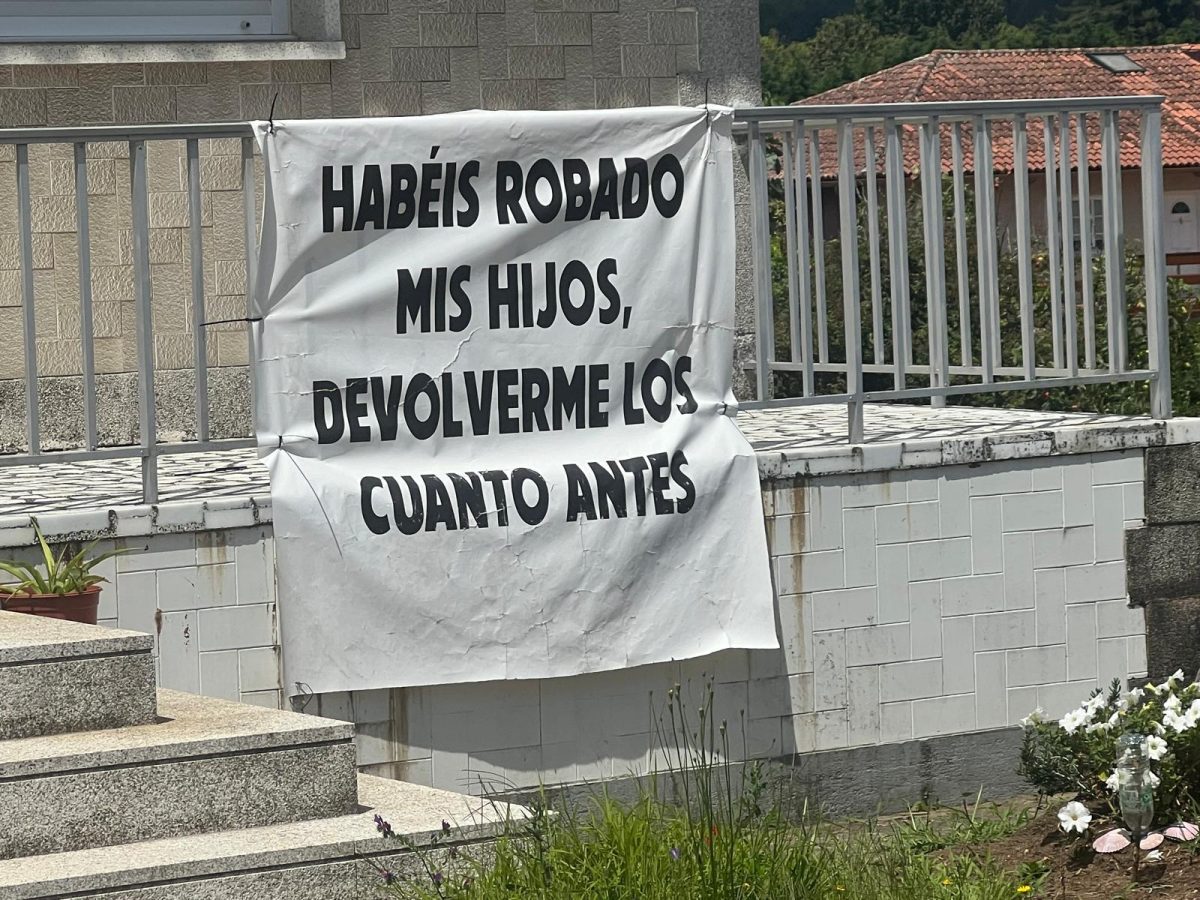 HABÉIS ROBADO
MIS HIJOS,
DEVOLVERME LOS
CUANTO ANTES